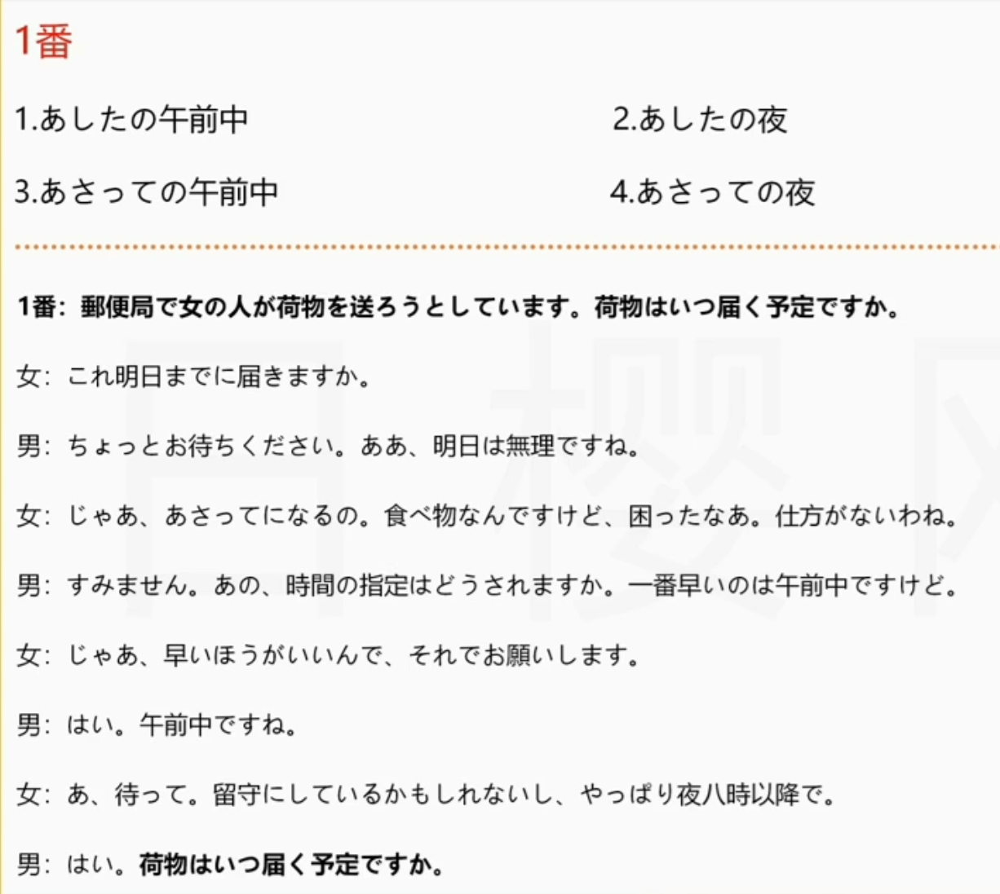 1番
1.あしたの午前中 2.あしたの夜
3.あさっての午前中 4.あさっての夜
1番：郵便局で女の人が荷物を送ろうとしています。荷物はいつ届く予定ですか。
女：これ明日までに届きますか。
男：ちょっとお待ちください。ああ、明日は無理ですね。
女：じゃあ、あさってになるの。食べ物なんですけど、困ったなあ。仕方がないわね。
男：すみません。あの、時間の指定はどうされますか。一番早いのは午前中ですけど。
女：じゃあ、早いほうがいいんで、それでお願いします。
男：はい。午前中ですね。
女：あ、待って。留守にしているかもしれないし、やっぱり夜八時以降で。
男：はい。荷物はいつ届く予定ですか。
日樱